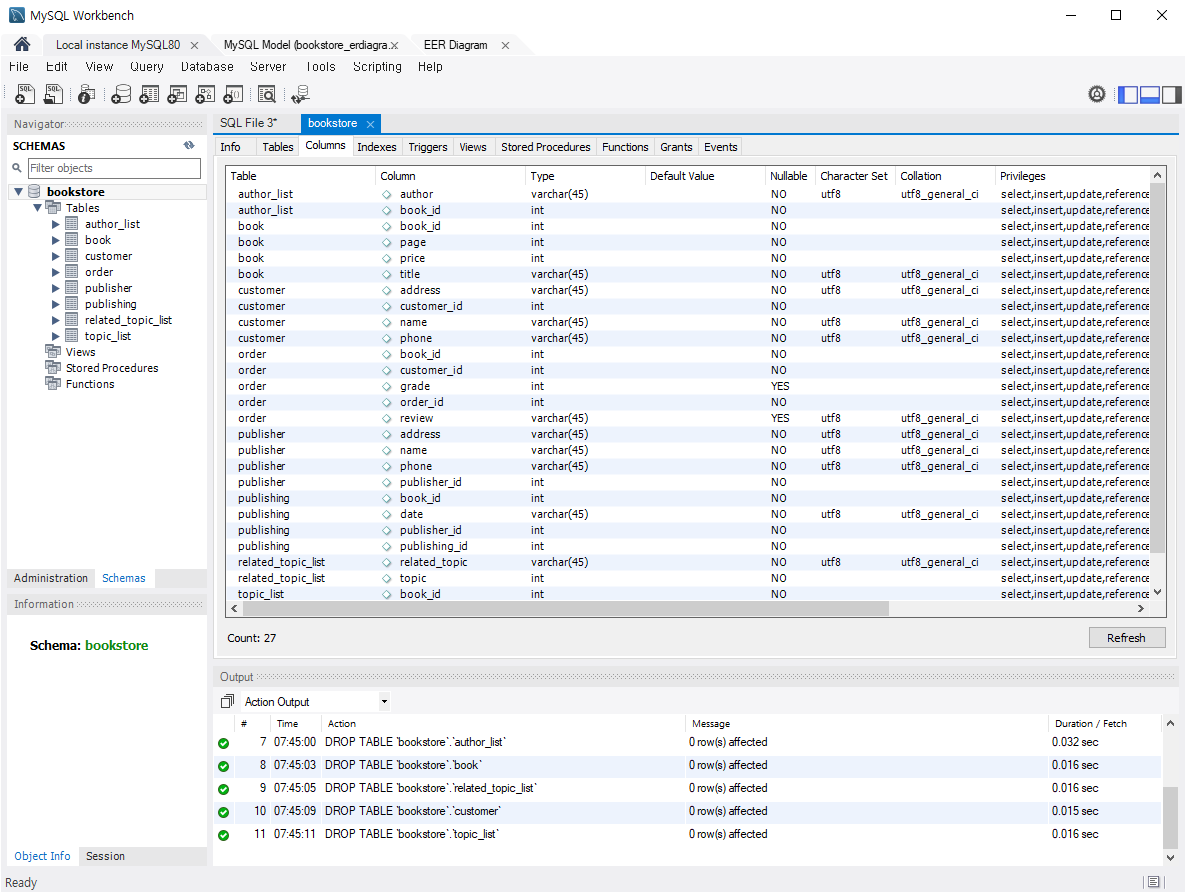 MySQL Workbench
Local instance MySQL80 MySQL Model (bookstore_erdiagra... EER Diagram
File Edit View Query Database Server Tools Scripting Help
Navigator
SCHEMAS
Filter objects
bookstore
Tables
author_list
book
customer
order
publisher
publishing
related_topic_list
topic_list
Views
Stored Procedures
Functions
Administration Schemas
Information
Schema: bookstore
Object Info Session
SQL File 3* bookstore
Info Tables Columns Indexes Triggers Views Stored Procedures Functions Grants Events
Table Column Type Default Value Nullable Character Set Collation Privileges
author_list author varchar(45) NO utf8 utf8_general_ci select,insert,update,reference
author_list book_id int NO select,insert,update,reference
book book_id int NO select,insert,update,reference
book page int NO select,insert,update,reference
book price int NO select,insert,update,reference
book title varchar(45) NO utf8 utf8_general_ci select,insert,update,reference
customer address varchar(45) NO utf8 utf8_general_ci select,insert,update,reference
customer customer_id int NO select,insert,update,reference
customer name varchar(45) NO utf8 utf8_general_ci select,insert,update,reference
customer phone varchar(45) NO utf8 utf8_general_ci select,insert,update,reference
order book_id int NO select,insert,update,reference
order customer_id int NO select,insert,update,reference
order grade int YES select,insert,update,reference
order order_id int NO select,insert,update,reference
order review varchar(45) YES utf8 utf8_general_ci select,insert,update,reference
publisher address varchar(45) NO utf8 utf8_general_ci select,insert,update,reference
publisher name varchar(45) NO utf8 utf8_general_ci select,insert,update,reference
publisher phone varchar(45) NO utf8 utf8_general_ci select,insert,update,reference
publisher publisher_id int NO select,insert,update,reference
publishing book_id int NO select,insert,update,reference
publishing date varchar(45) NO utf8 utf8_general_ci select,insert,update,reference
publishing publisher_id int NO select,insert,update,reference
publishing publishing_id int NO select,insert,update,reference
related_topic_list related_topic varchar(45) NO utf8 utf8_general_ci select,insert,update,reference
related_topic_list topic int NO select,insert,update,reference
topic_list book_id int NO select,insert,update,reference
Count: 27 Refresh
Output
Action Output
# Time Action Message Duration / Fetch
7 07:45:00 DROP TABLE `bookstore`.`author_list` 0 row(s) affected 0.032 sec
8 07:45:03 DROP TABLE `bookstore`.`book` 0 row(s) affected 0.016 sec
9 07:45:05 DROP TABLE `bookstore`.`related_topic_list` 0 row(s) affected 0.016 sec
10 07:45:09 DROP TABLE `bookstore`.`customer` 0 row(s) affected 0.015 sec
11 07:45:11 DROP TABLE `bookstore`.`topic_list` 0 row(s) affected 0.016 sec
Ready